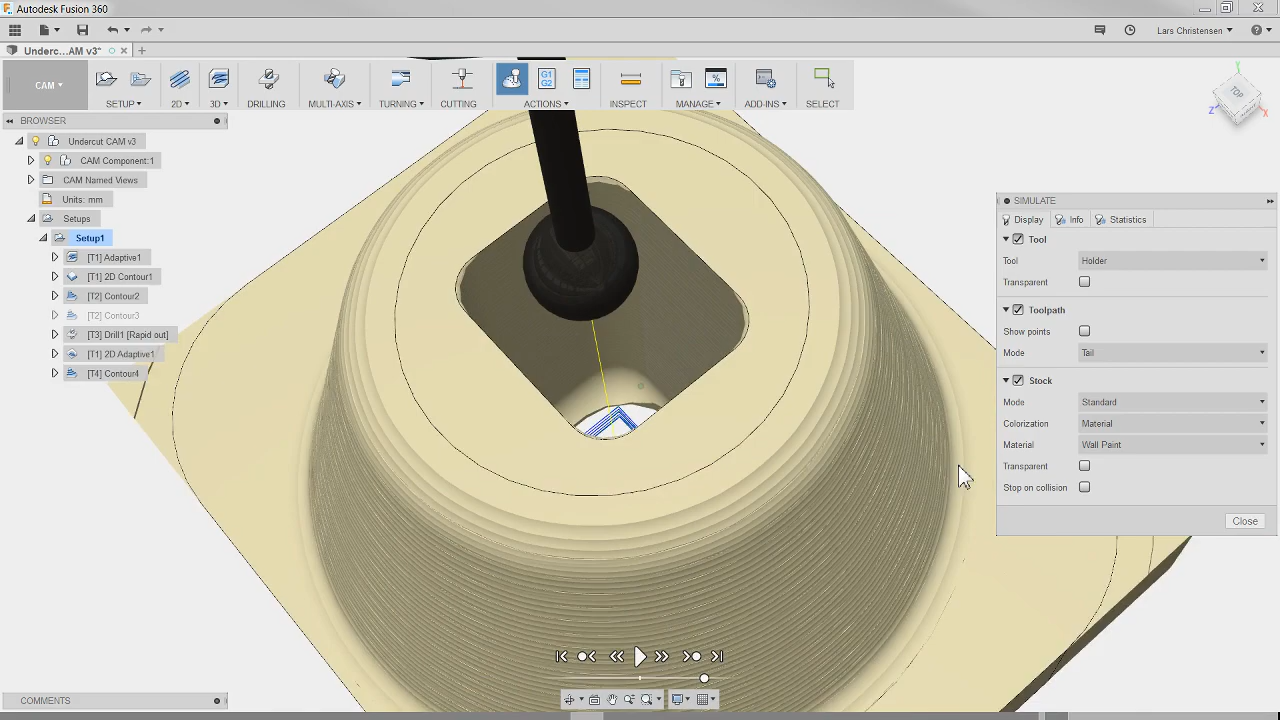 Autodesk Fusion 360
Lars Christensen
Underc...AM v3*
CAM
SETUP
2D
3D
DRILLING
MULTI-AXIS
TURNING
CUTTING
G1
G2
ACTIONS
INSPECT
MANAGE
ADD-INS
SELECT
BROWSER
Undercut CAM v3
CAM Component:1
CAM Named Views
Units: mm
Setups
Setup1
[T1] Adaptive1
[T1] 2D Contour1
[T2] Contour2
[T2] Contour3
[T3] Drill1 [Rapid out]
[T1] 2D Adaptive1
[T4] Contour4
TOP
Y
Z
X
SIMULATE
Display
Info
Statistics
Tool
Tool Holder
Transparent
Toolpath
Show points
Mode Tail
Stock
Mode Standard
Colorization Material
Material Wall Paint
Transparent
Stop on collision
Close
COMMENTS